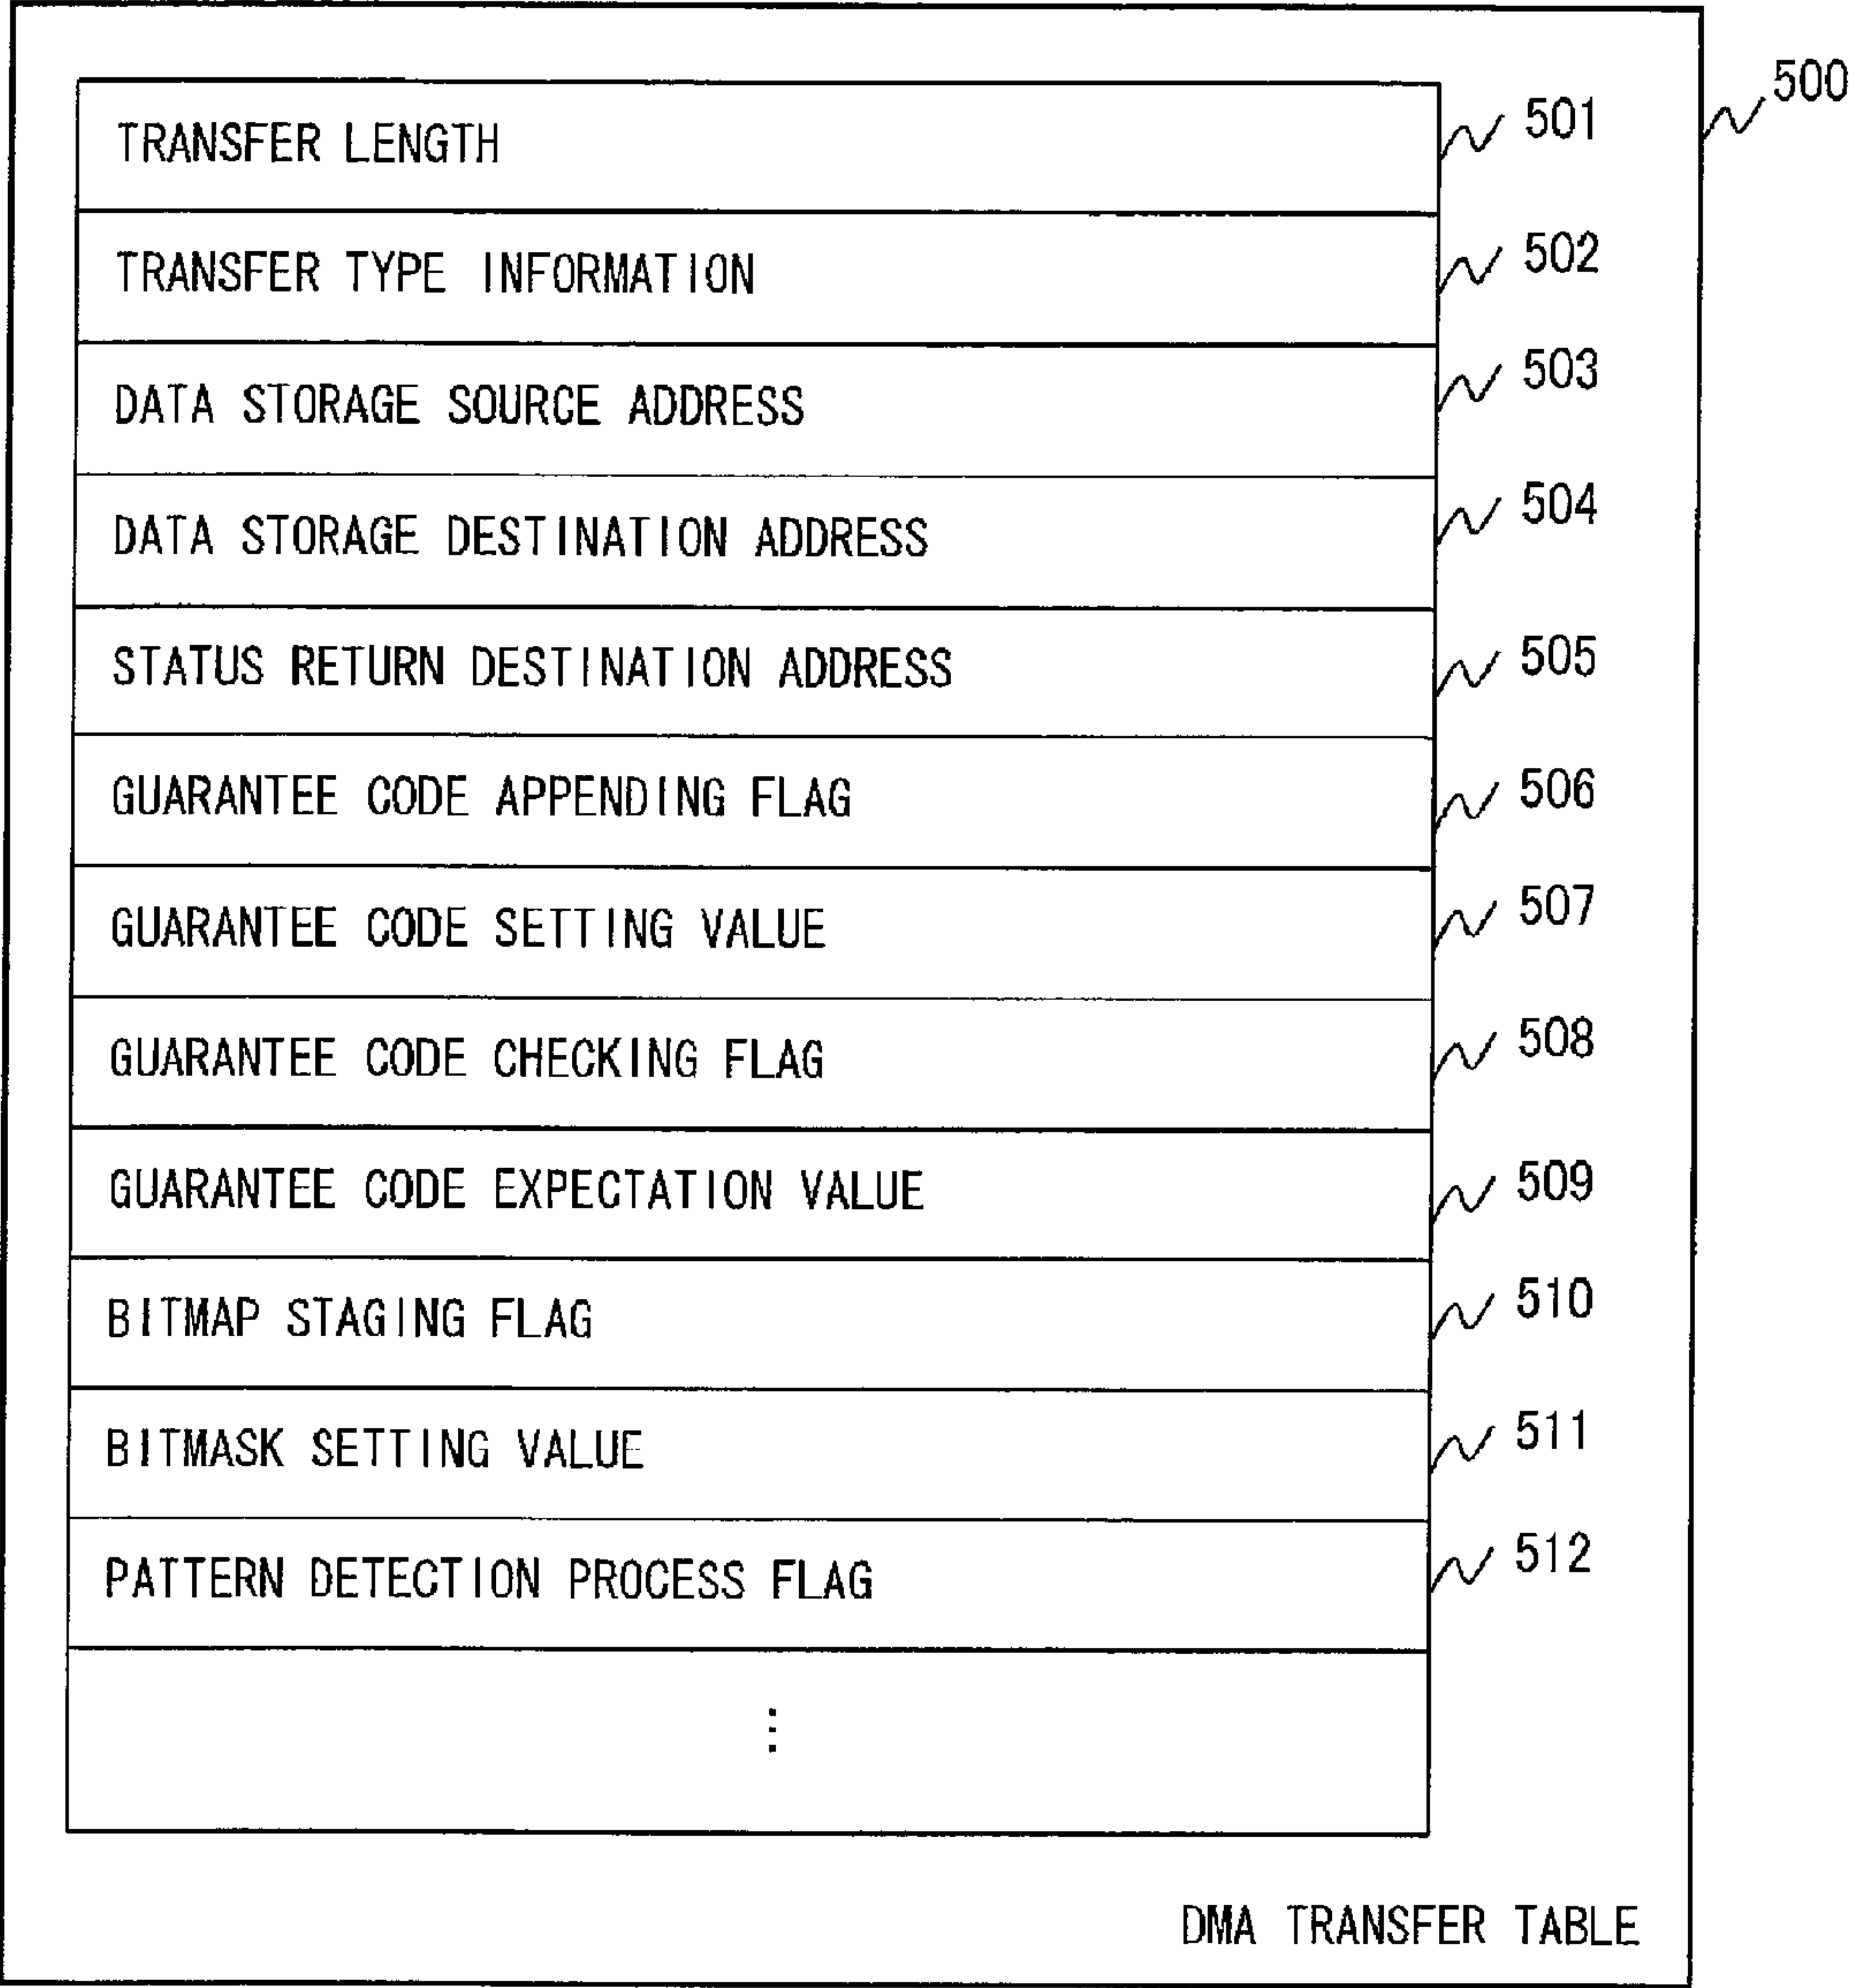 500
TRANSFER LENGTH 501
TRANSFER TYPE INFORMATION 502
DATA STORAGE SOURCE ADDRESS 503
DATA STORAGE DESTINATION ADDRESS 504
STATUS RETURN DESTINATION ADDRESS 505
GUARANTEE CODE APPENDING FLAG 506
GUARANTEE CODE SETTING VALUE 507
GUARANTEE CODE CHECKING FLAG 508
GUARANTEE CODE EXPECTATION VALUE 509
BITMAP STAGING FLAG 510
BITMASK SETTING VALUE 511
PATTERN DETECTION PROCESS FLAG 512
⋮
DMA TRANSFER TABLE